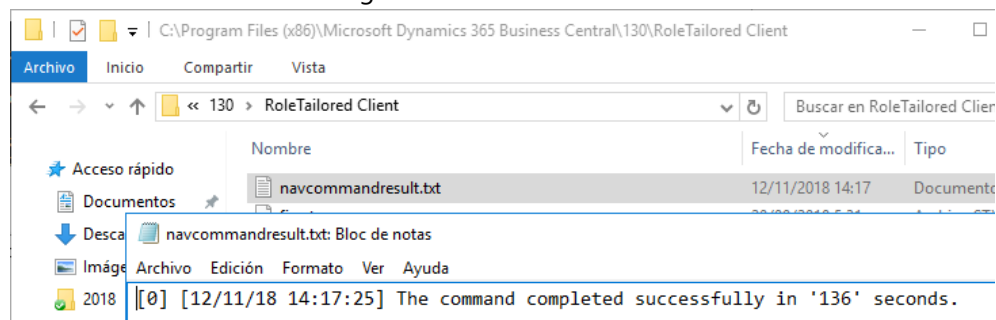 C:\Program Files (x86)\Microsoft Dynamics 365 Business Central\130\RoleTailored Client
Archivo Inicio Compartir Vista
« 130 > RoleTailored Client Buscar en RoleTailored Clien
Nombre Fecha de modifica... Tipo
Acceso rápido
navcommandresult.txt 12/11/2018 14:17 Documento
Documentos
Desca navcommandresult.txt: Bloc de notas
Imáge Archivo Edición Formato Ver Ayuda
2018 [0] [12/11/18 14:17:25] The command completed successfully in '136' seconds.